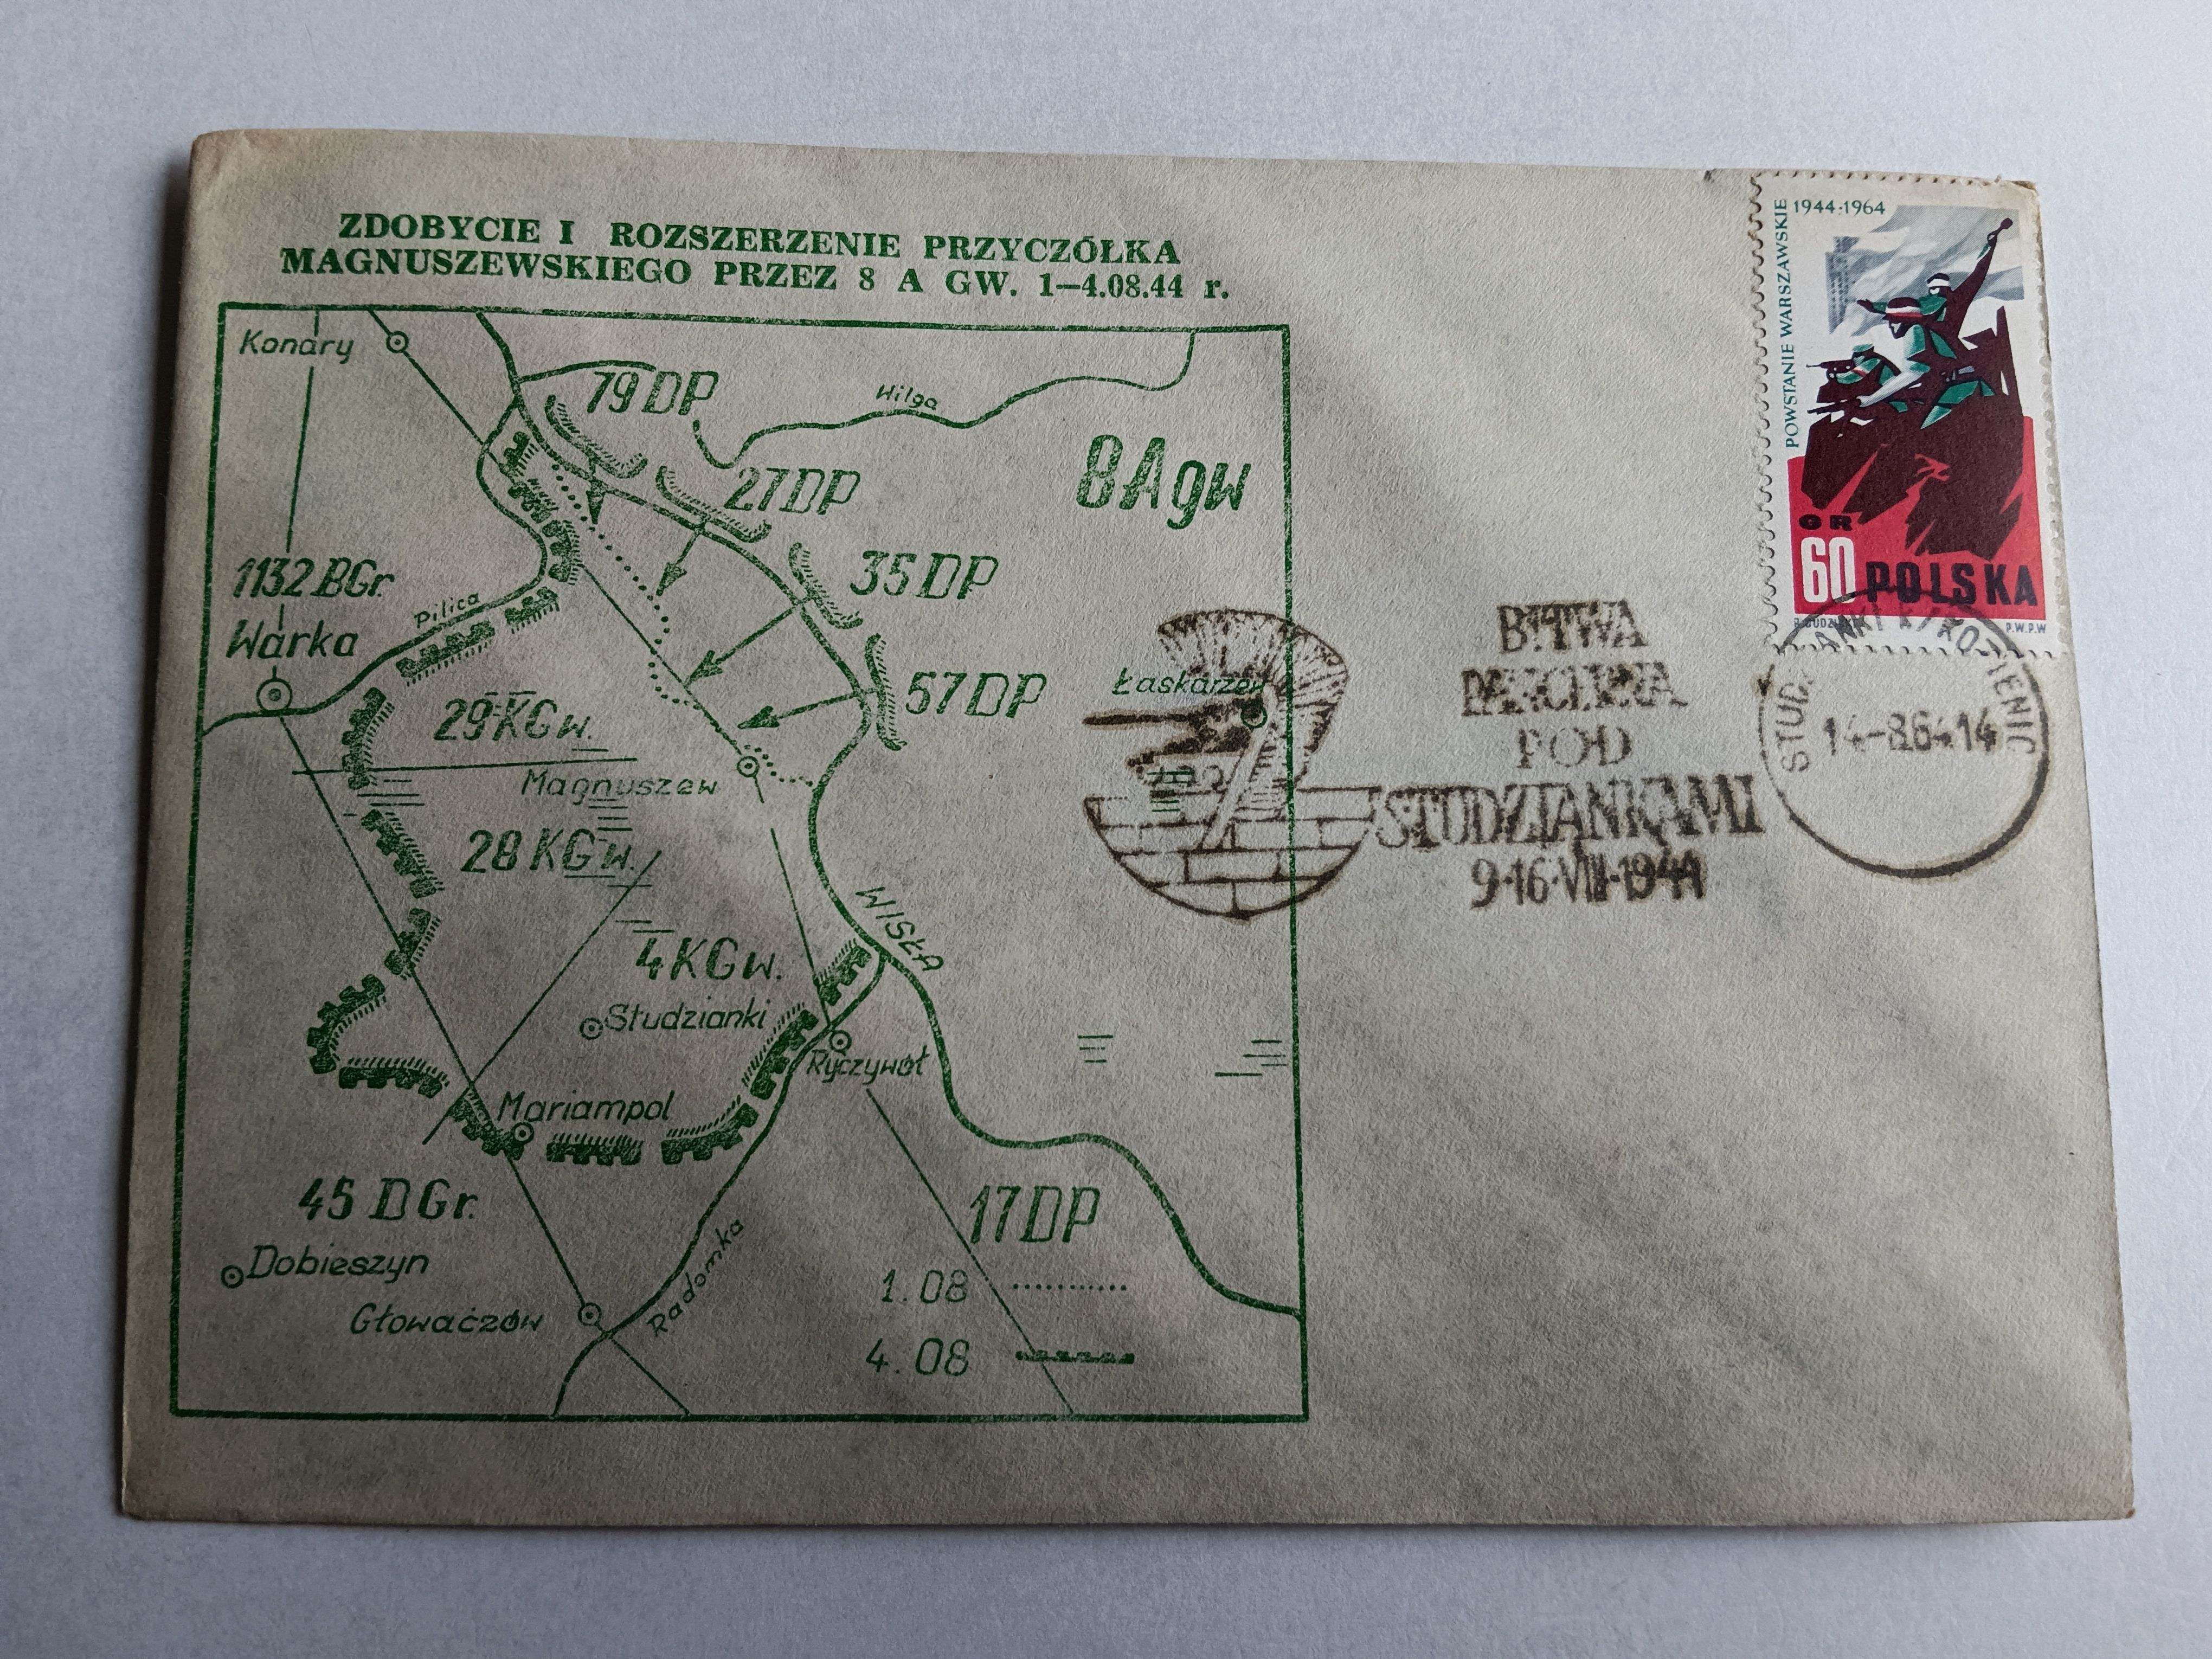 ZDOBYCIE I ROZSZERZENIE PRZYCZÓŁKA
MAGNUSZEWSKIEGO PRZEZ 8 A GW. 1—4.08.44 r.
Konary
79 DP
Wilga
27 DP
8 A gw
35 DP
1132 BGr.
Pilica
Warka
57 DP
Łaskarzew
29 KGw.
Magnuszew
28 KGw.
WISŁA
4 KGw.
Studzianki
Ryczywół
Mariampol
45 DGr.
17 DP
Dobieszyn
Radomka
1.08
Głowaczów
4.08
BITWA
PANCERNA
POD
STUDZIANKAMI
9-16-VIII-1944
POWSTANIE WARSZAWSKIE
1944-1964
GR
60 POLSKA
P.W.P.W
14-8.64-14